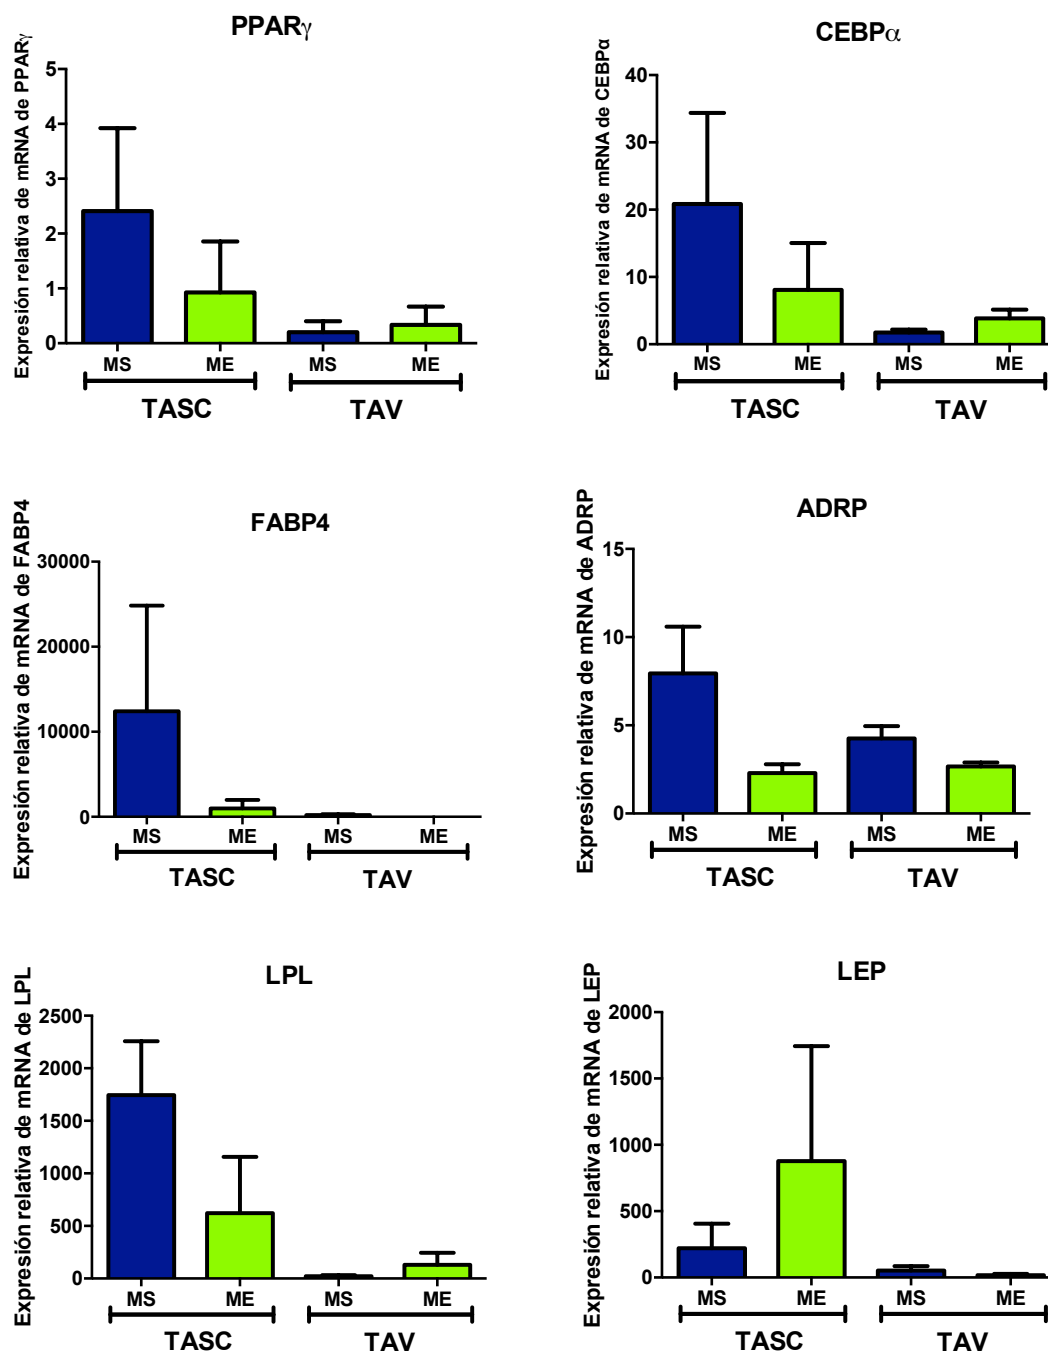 PPARγ
Expresión relativa de mRNA de PPARγ
5
4
3
2
1
0
MS
ME
MS
ME
TASC
TAV
CEBPα
Expresión relativa de mRNA de CEBPα
40
30
20
10
0
MS
ME
MS
ME
TASC
TAV
FABP4
Expresión relativa de mRNA de FABP4
30000
20000
10000
0
MS
ME
MS
ME
TASC
TAV
ADRP
Expresión relativa de mRNA de ADRP
15
10
5
0
MS
ME
MS
ME
TASC
TAV
LPL
Expresión relativa de mRNA de LPL
2500
2000
1500
1000
500
0
MS
ME
MS
ME
TASC
TAV
LEP
Expresión relativa de mRNA de LEP
2000
1500
1000
500
0
MS
ME
MS
ME
TASC
TAV